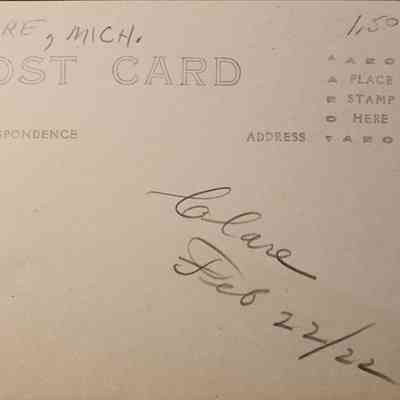 RE, MICH. 1.50
OST CARD
PLACE
STAMP
HERE
SPONDENCE ADDRESS
Clare
Feb 22/22